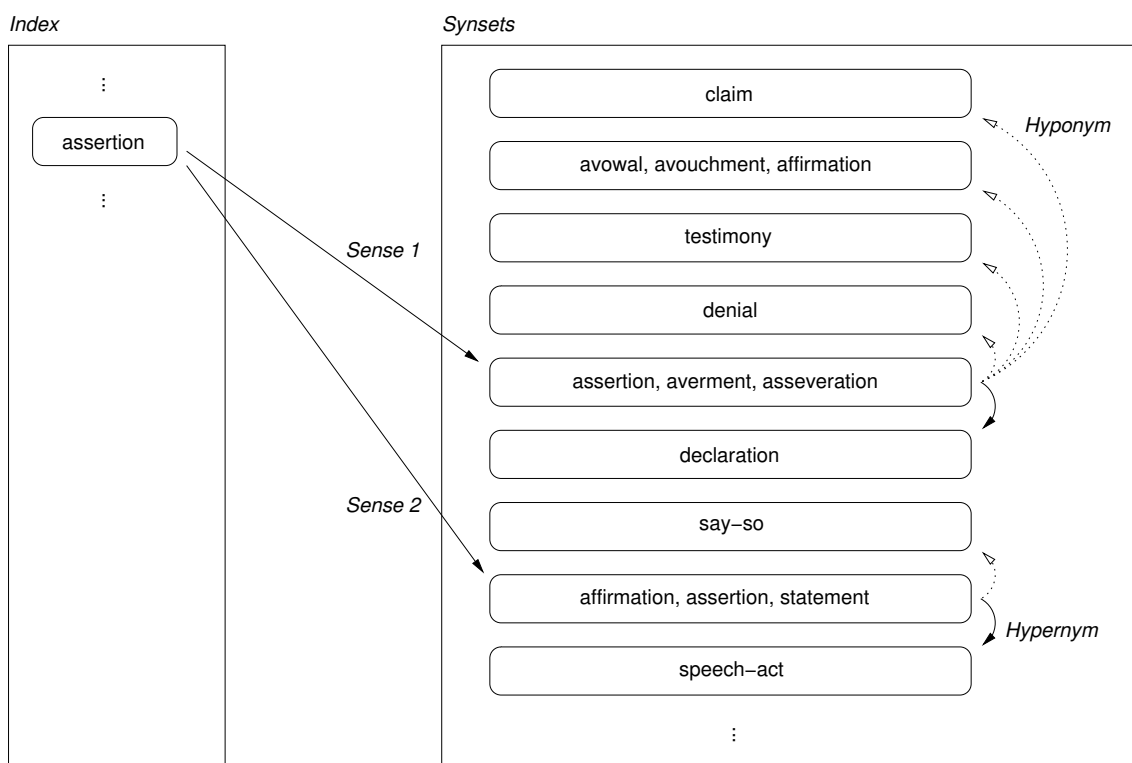 Index
Synsets
⋮
claim
Hyponym
assertion
avowal, avouchment, affirmation
⋮
testimony
Sense 1
denial
assertion, averment, asseveration
declaration
Sense 2
say−so
affirmation, assertion, statement
Hypernym
speech−act
⋮